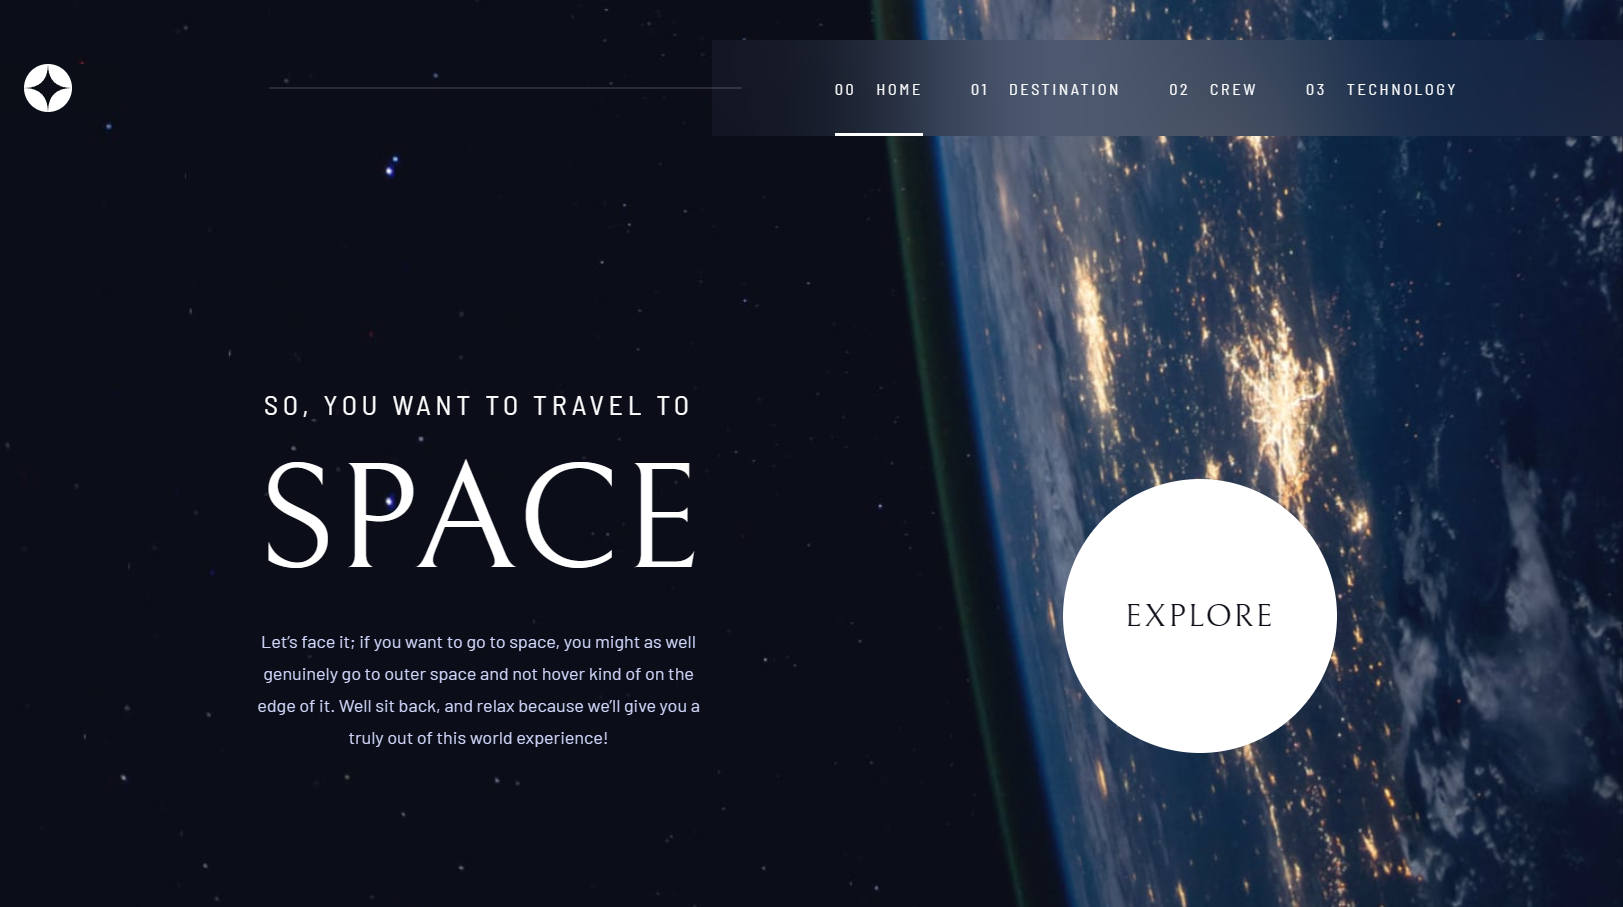 00 HOME 01 DESTINATION 02 CREW 03 TECHNOLOGY
SO, YOU WANT TO TRAVEL TO
SPACE
Let’s face it; if you want to go to space, you might as well
genuinely go to outer space and not hover kind of on the
edge of it. Well sit back, and relax because we’ll give you a
truly out of this world experience!
EXPLORE